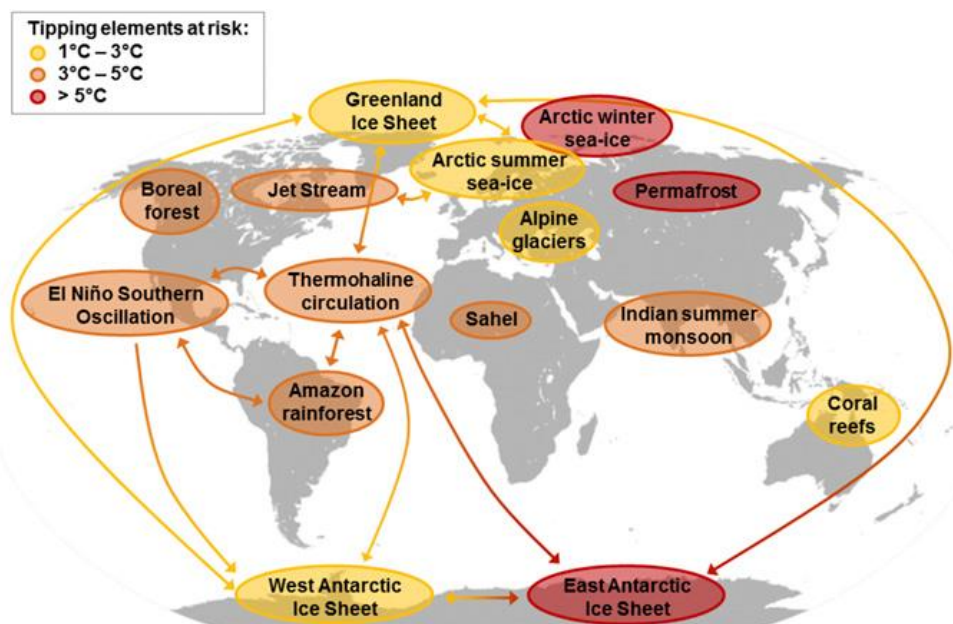 Tipping elements at risk:
1°C – 3°C
3°C – 5°C
> 5°C
Greenland
Ice Sheet
Arctic winter
sea-ice
Arctic summer
sea-ice
Boreal
forest
Jet Stream
Permafrost
Alpine
glaciers
El Niño Southern
Oscillation
Thermohaline
circulation
Sahel
Indian summer
monsoon
Amazon
rainforest
Coral
reefs
West Antarctic
Ice Sheet
East Antarctic
Ice Sheet